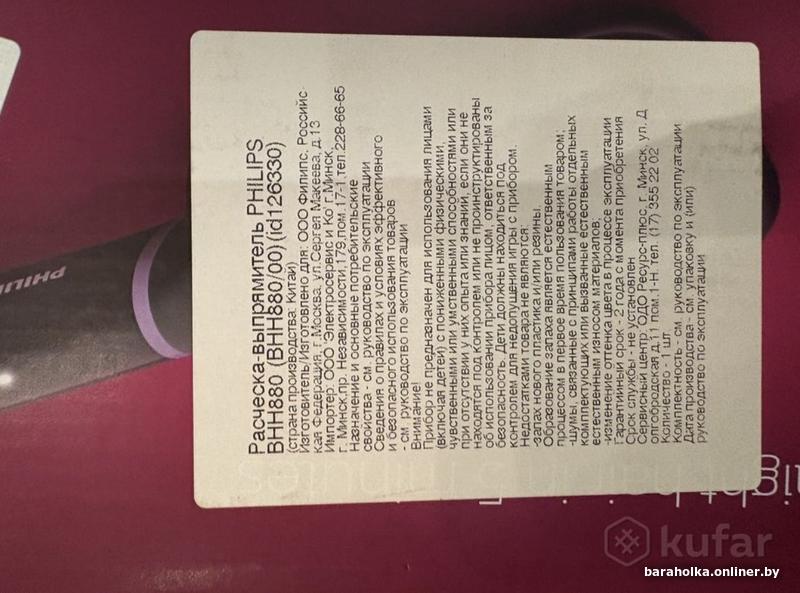 Расческа-выпрямитель PHILIPS
BHH880 (BHH880/00) (id126330)
(страна производства: Китай)
Изготовитель/Изготовлено для: ООО Филипс, Российс
кая Федерация, г.Москва, ул.Сергея Макеева, д.13
Импортер: ООО 'Электросервис и Ко' г.Минск,
г. Минск,пр. Независимости,179,пом. 17-1,тел.228-66-65
Назначение и основные потребительские
свойства - см. руководство по эксплуатации
Сведения о правилах и условиях эффективного
и безопасного использования товаров
- см. руководство по эксплуатации
Внимание!
Прибор не предназначен для использования лицами
(включая детей) с пониженными физическими,
чувственными или умственными способностями или
при отсутствии у них опыта или знаний, если они не
находятся под контролем или не проинструктированы
об использовании прибора лицом, ответственным за
безопасность. Дети должны находиться под
контролем для недопущения игры с прибором.
Недостатками товара не являются:
-запах нового пластика и/или резины.
Образование запаха является естественным
процессом в первое время пользования товаром;
-шумы, связанные с принципами работы отдельных
комплектующих или вызванные естественным
естественным износом материалов;
-изменение оттенка цвета в процессе эксплуатации
Гарантийный срок - 2 года с момента приобретения
Срок службы - не установлен
Сервисный центр: ОДО Ресурс-плюс, г. Минск, ул. Д
олгобродская д.11 пом.1-Н тел. (17) 355 22 02
Количество - 1 шт.
Комплектность - см. руководство по эксплуатации
Дата производства - см. упаковку и (или)
руководство по эксплуатации
PHILIPS
kufar
baraholka.onliner.by